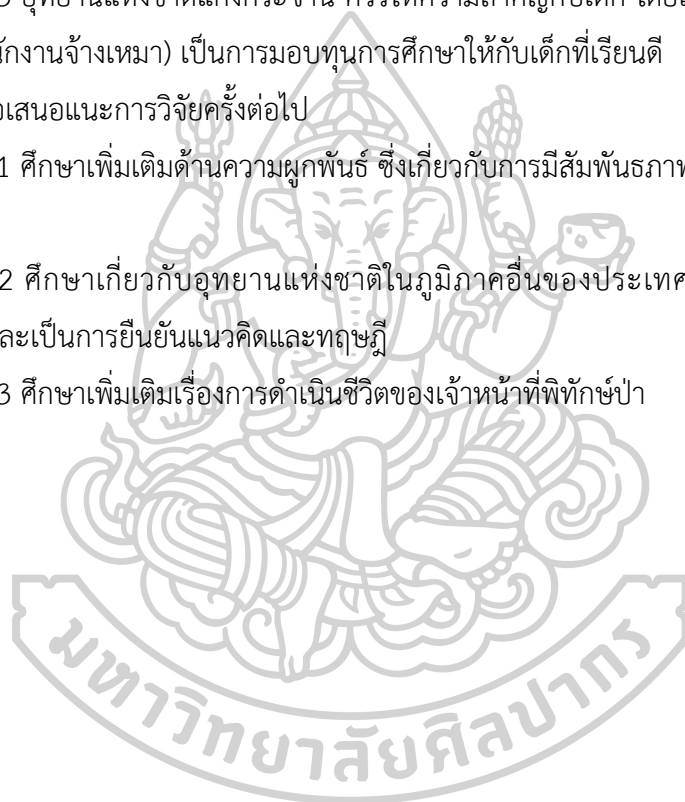 อุทยานแห่งชาติแก่งกระจาน ควรให้ความสำคัญกับเด็ก
นักงานจ้างเหมา) เป็นการมอบทุนการศึกษาให้กับเด็กที่เรียนดี
อเสนอแนะการวิจัยครั้งต่อไป
1 ศึกษาเพิ่มเติมด้านความผูกพันธ์ ซึ่งเกี่ยวกับการมีสัมพันธภาพ
2 ศึกษาเกี่ยวกับอุทยานแห่งชาติในภูมิภาคอื่นของประเทศ
ละเป็นการยืนยันแนวคิดและทฤษฎี
3 ศึกษาเพิ่มเติมเรื่องการดำเนินชีวิตของเจ้าหน้าที่พิทักษ์ป่า
มหาวิทยาลัยศิลปากร